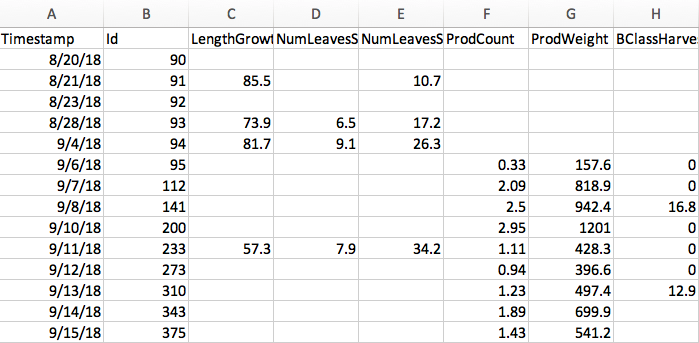 A B C D E F G H
Timestamp Id LengthGrowt NumLeavesS NumLeavesS ProdCount ProdWeight BClassHarve
8/20/18 90
8/21/18 91 85.5 10.7
8/23/18 92
8/28/18 93 73.9 6.5 17.2
9/4/18 94 81.7 9.1 26.3
9/6/18 95 0.33 157.6 0
9/7/18 112 2.09 818.9 0
9/8/18 141 2.5 942.4 16.8
9/10/18 200 2.95 1201 0
9/11/18 233 57.3 7.9 34.2 1.11 428.3 0
9/12/18 273 0.94 396.6 0
9/13/18 310 1.23 497.4 12.9
9/14/18 343 1.89 699.9
9/15/18 375 1.43 541.2